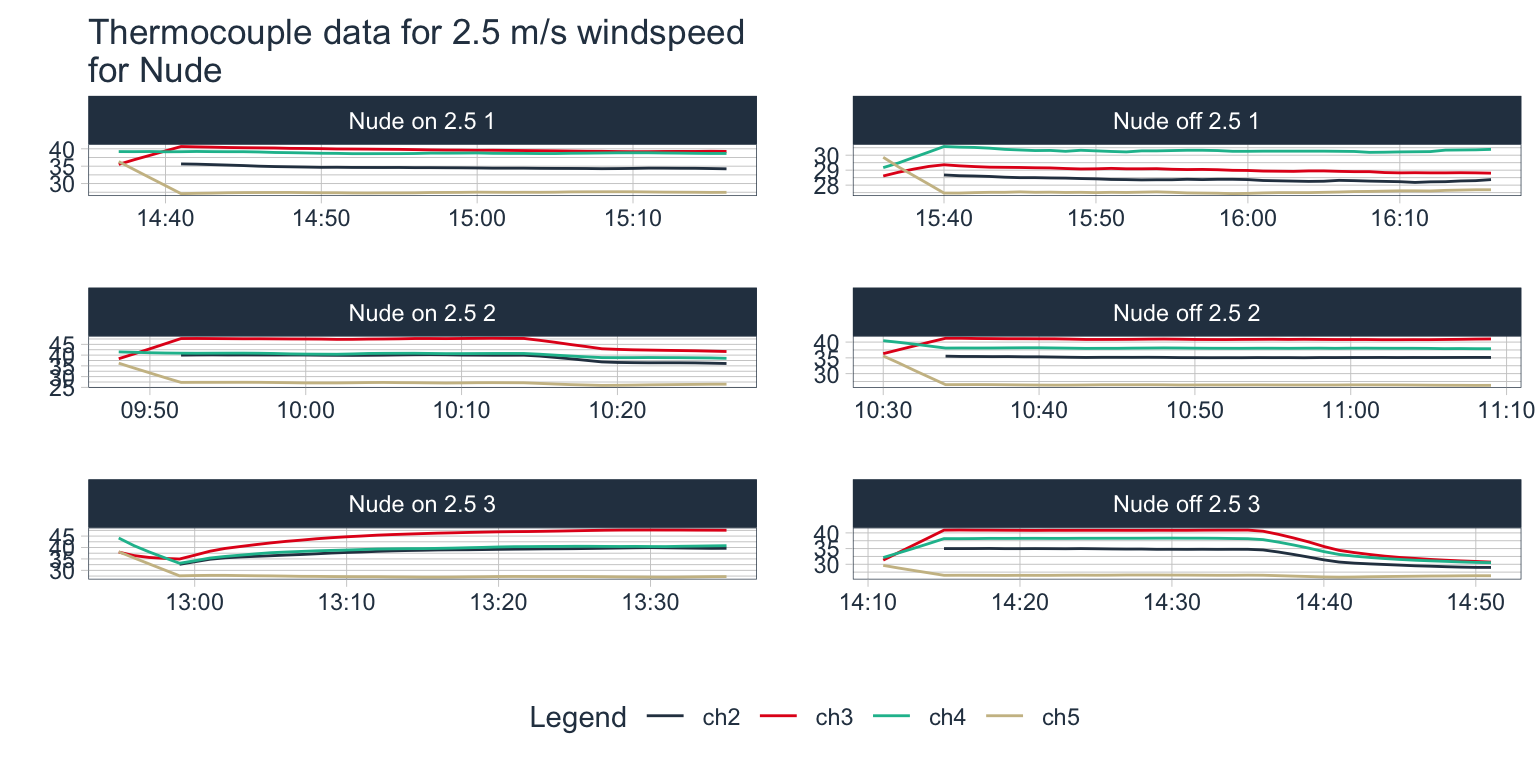 Thermocouple data for 2.5 m/s windspeed
for Nude
Nude on 2.5 1
40
35
30
14:40 14:50 15:00 15:10
Nude off 2.5 1
30
29
28
15:40 15:50 16:00 16:10
Nude on 2.5 2
45
40
35
30
25
09:50 10:00 10:10 10:20
Nude off 2.5 2
40
35
30
10:30 10:40 10:50 11:00 11:10
Nude on 2.5 3
45
40
35
30
13:00 13:10 13:20 13:30
Nude off 2.5 3
40
35
30
14:10 14:20 14:30 14:40 14:50
Legend ch2 ch3 ch4 ch5